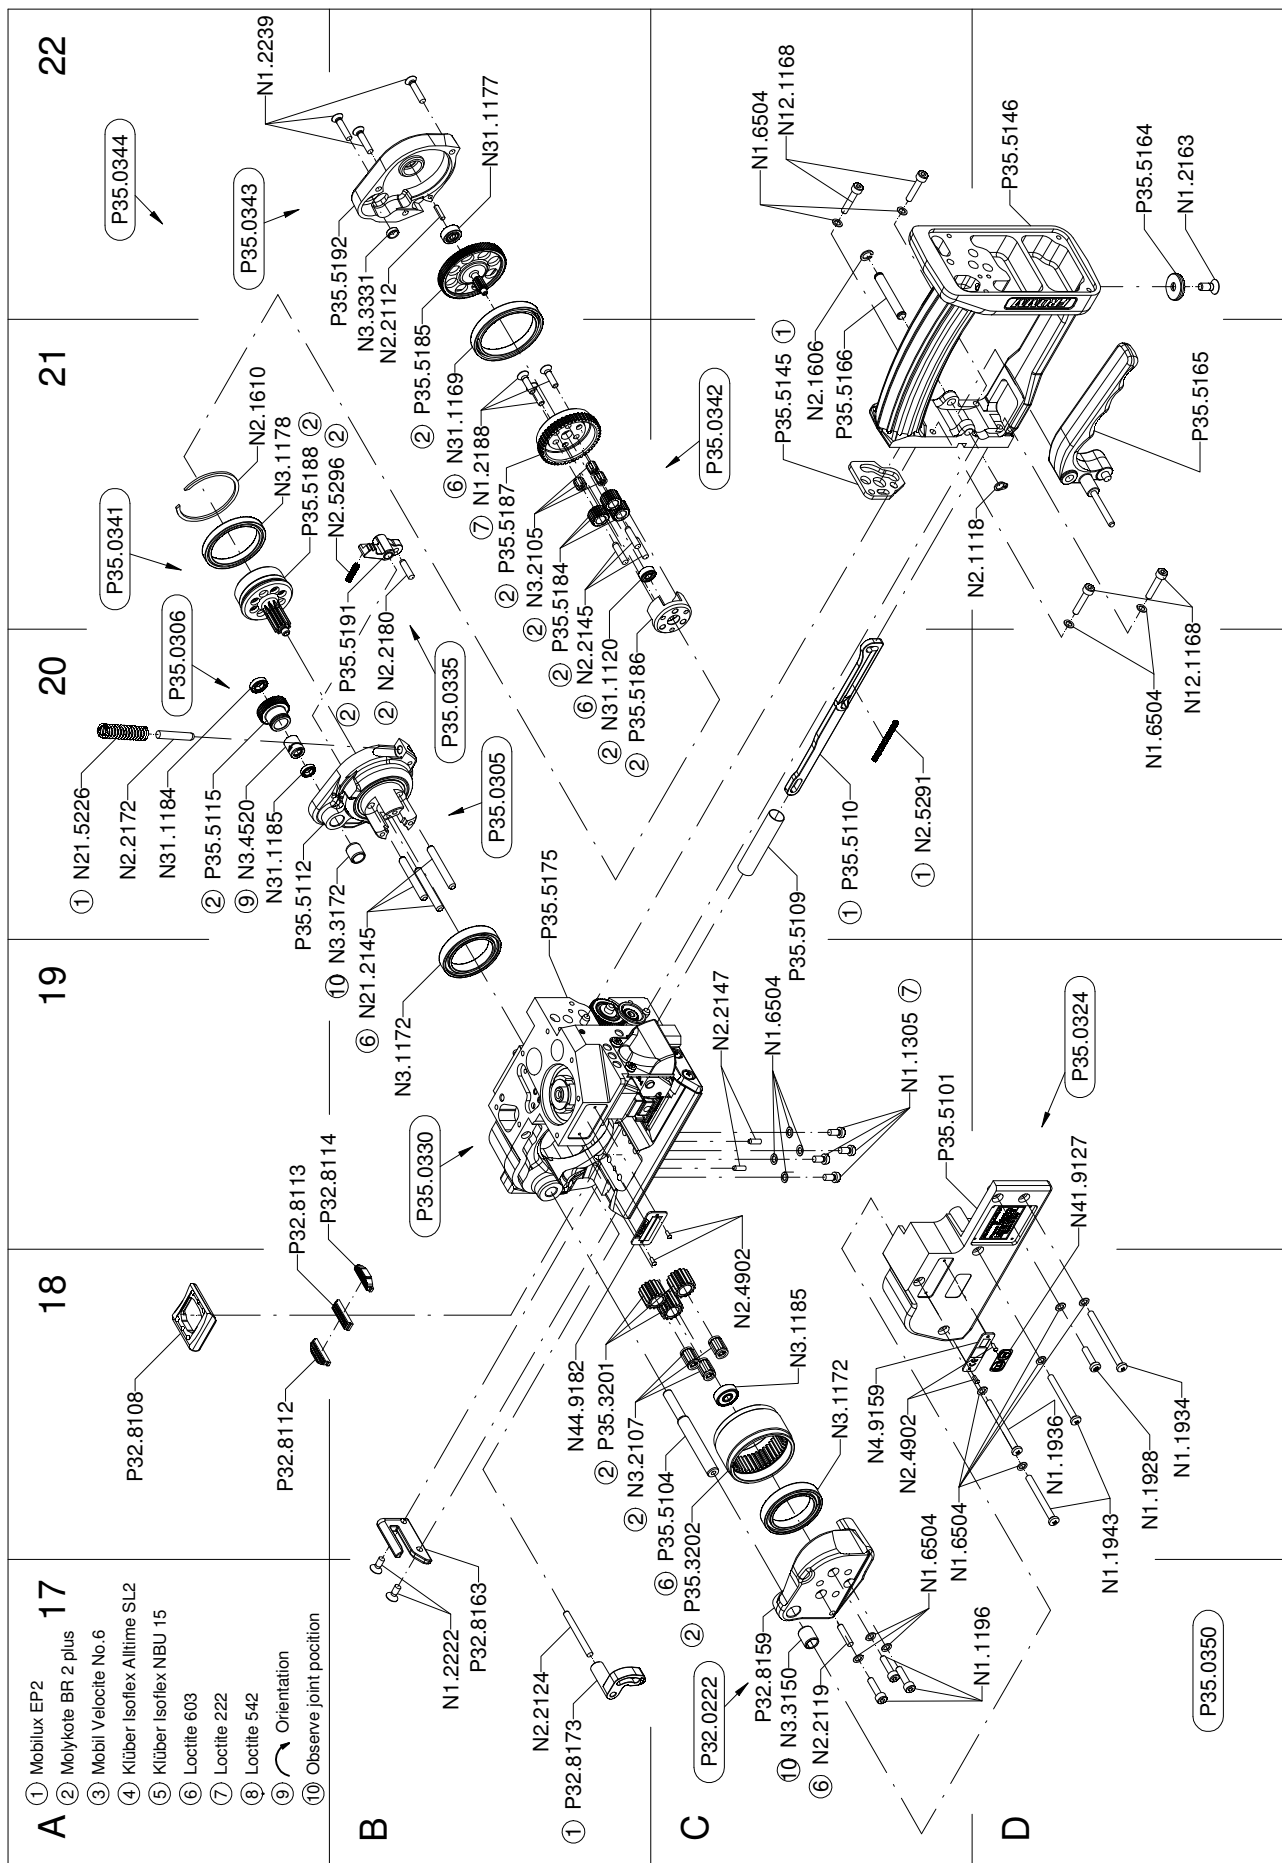 17
18
19
20
21
22
A
B
C
D
① Mobilux EP2
② Molykote BR 2 plus
③ Mobil Velocite No.6
④ Klüber Isoflex Alltime SL2
⑤ Klüber Isoflex NBU 15
⑥ Loctite 603
⑦ Loctite 222
⑧ Loctite 542
⑨ Orientation
⑩ Observe joint position
P32.8108
P32.8112
P32.8113
P32.8114
① N21.5226
N2.2172
N31.1184
② P35.5115
⑨ N3.4520
N31.1185
P35.5112
⑩ N3.3172
⑥ N21.2145
N3.1172
P35.0306
P35.0341
N2.1610
N3.1178
P35.5188 ②
N2.5296 ②
② P35.5191
② N2.2180
P35.0335
P35.0305
P35.0344
P35.0343
N1.2239
P35.5192
N3.3331
N2.2112
N31.1177
② P35.5185
⑥ N31.1169
⑦ N1.2188
② P35.5187
② N3.2105
② P35.5184
⑥ N2.2145
② N31.1120
② P35.5186
P35.0342
N1.2222
P32.8163
N2.2124
① P32.8173
P35.0330
P35.5175
N44.9182
② P35.3201
② N3.2107
⑥ P35.5104
② P35.3202
N2.4902
N3.1185
N3.1172
P32.0222
P32.8159
⑩ N3.3150
⑥ N2.2119
N1.6504
N1.1196
N2.2147
N1.6504
N1.1305 ⑦
P35.5109
① P35.5110
① N2.5291
P35.5145 ①
N2.1606
P35.5166
N1.6504
N12.1168
P35.5146
P35.5164
N1.2163
P35.5165
N2.1118
N1.6504
N12.1168
P35.0324
P35.5101
N41.9127
N4.9159
N2.4902
N1.6504
N1.1936
N1.1943
N1.1928
N1.1934
P35.0350